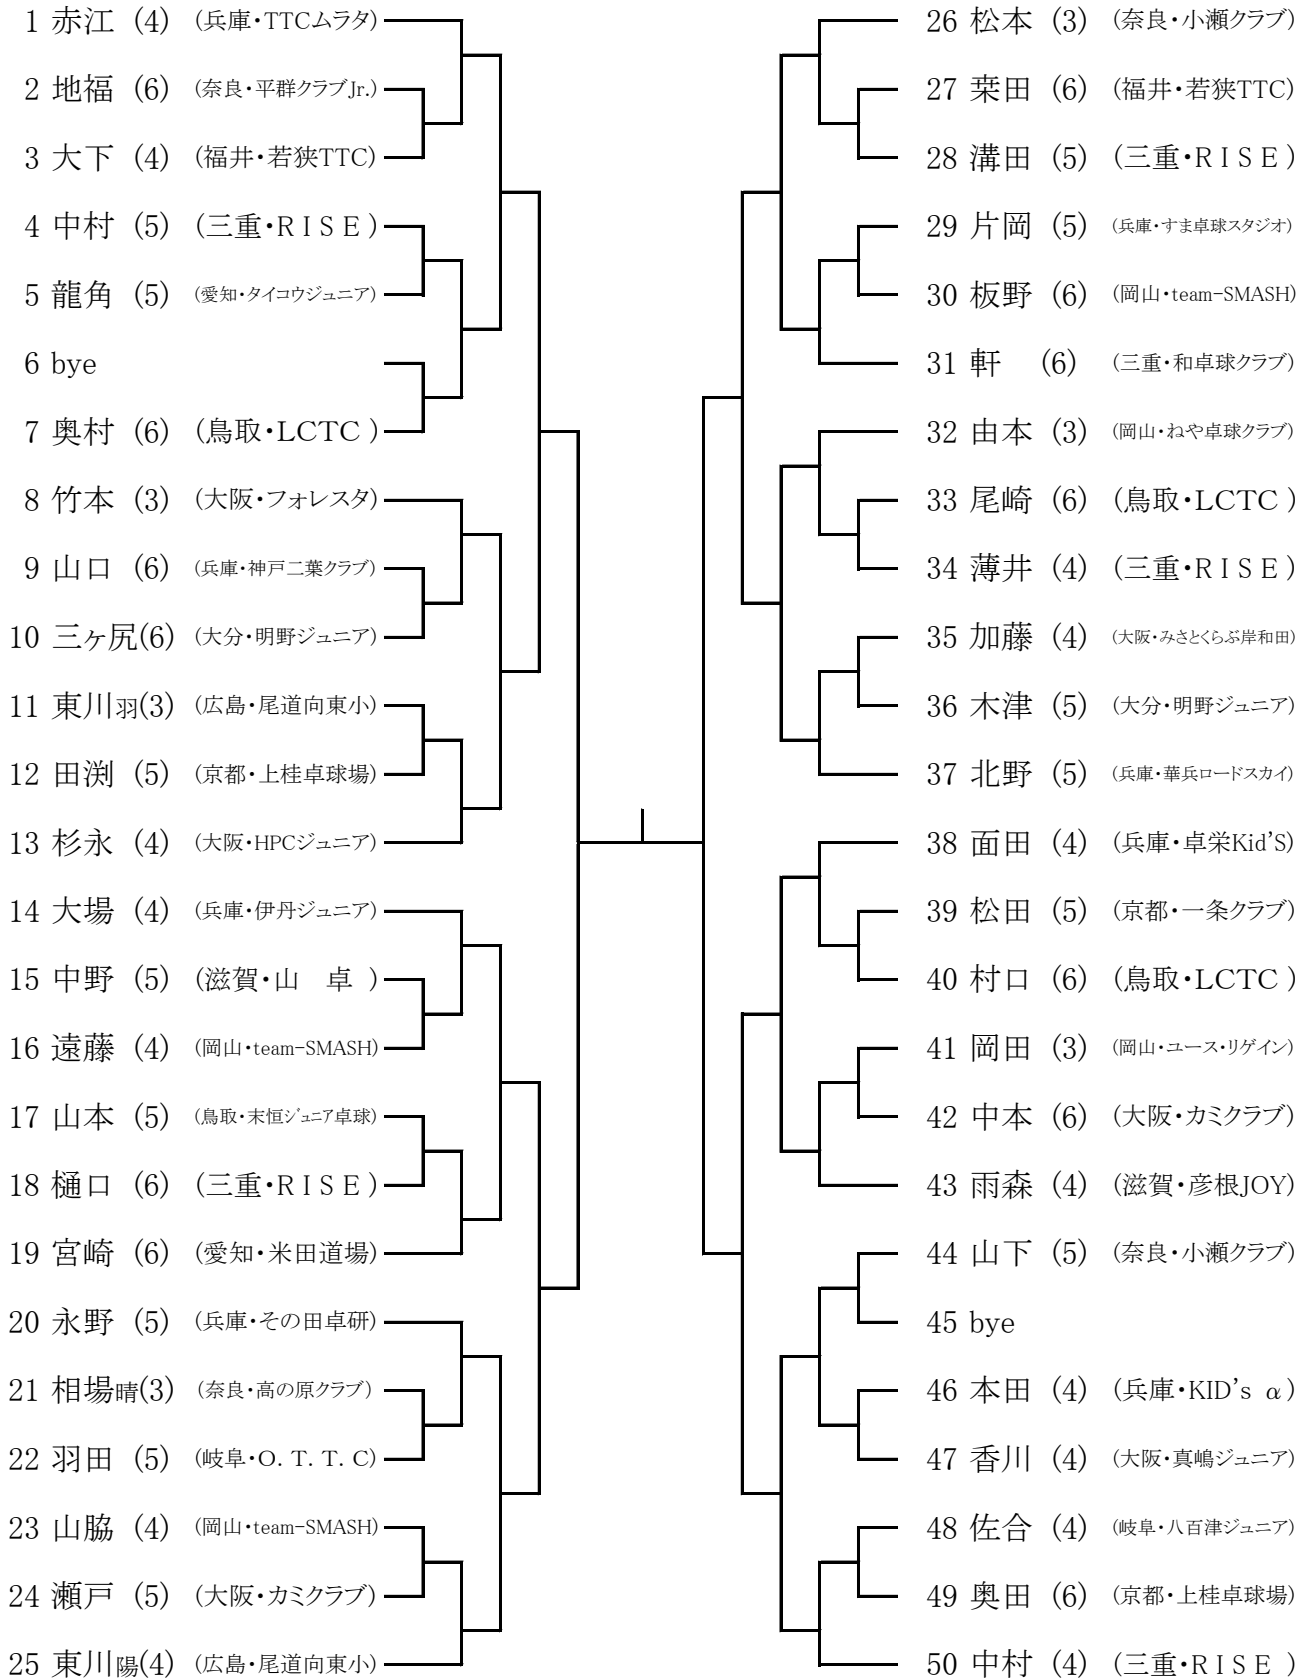 1 赤江 (4) (兵庫・TTCムラタ)
2 地福 (6) (奈良・平群クラブJr.)
3 大下 (4) (福井・若狭TTC)
4 中村 (5) (三重・RISE)
5 龍角 (5) (愛知・タイコウジュニア)
6 bye
7 奥村 (6) (鳥取・LCTC)
8 竹本 (3) (大阪・フォレスタ)
9 山口 (6) (兵庫・神戸二葉クラブ)
10 三ヶ尻(6) (大分・明野ジュニア)
11 東川羽(3) (広島・尾道向東小)
12 田渕 (5) (京都・上桂卓球場)
13 杉永 (4) (大阪・HPCジュニア)
14 大場 (4) (兵庫・伊丹ジュニア)
15 中野 (5) (滋賀・山　卓 )
16 遠藤 (4) (岡山・team-SMASH)
17 山本 (5) (鳥取・末恒ジュニア卓球)
18 樋口 (6) (三重・RISE)
19 宮崎 (6) (愛知・米田道場)
20 永野 (5) (兵庫・その田卓研)
21 相場晴(3) (奈良・高の原クラブ)
22 羽田 (5) (岐阜・O.T.T.C)
23 山脇 (4) (岡山・team-SMASH)
24 瀬戸 (5) (大阪・カミクラブ)
25 東川陽(4) (広島・尾道向東小)
26 松本 (3) (奈良・小瀬クラブ)
27 桒田 (6) (福井・若狭TTC)
28 溝田 (5) (三重・RISE)
29 片岡 (5) (兵庫・すま卓球スタジオ)
30 板野 (6) (岡山・team-SMASH)
31 軒　(6) (三重・和卓球クラブ)
32 由本 (3) (岡山・ねや卓球クラブ)
33 尾崎 (6) (鳥取・LCTC)
34 薄井 (4) (三重・RISE)
35 加藤 (4) (大阪・みさとくらぶ岸和田)
36 木津 (5) (大分・明野ジュニア)
37 北野 (5) (兵庫・華兵ロードスカイ)
38 面田 (4) (兵庫・卓栄Kid'S)
39 松田 (5) (京都・一条クラブ)
40 村口 (6) (鳥取・LCTC)
41 岡田 (3) (岡山・ユース・リゲイン)
42 中本 (6) (大阪・カミクラブ)
43 雨森 (4) (滋賀・彦根JOY)
44 山下 (5) (奈良・小瀬クラブ)
45 bye
46 本田 (4) (兵庫・KID's α)
47 香川 (4) (大阪・真嶋ジュニア)
48 佐合 (4) (岐阜・八百津ジュニア)
49 奥田 (6) (京都・上桂卓球場)
50 中村 (4) (三重・RISE )